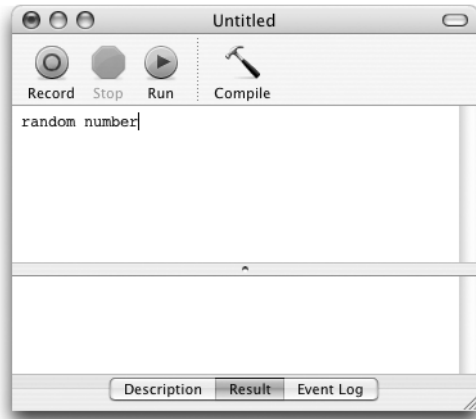 Untitled
Record Stop Run Compile
random number
Description Result Event Log